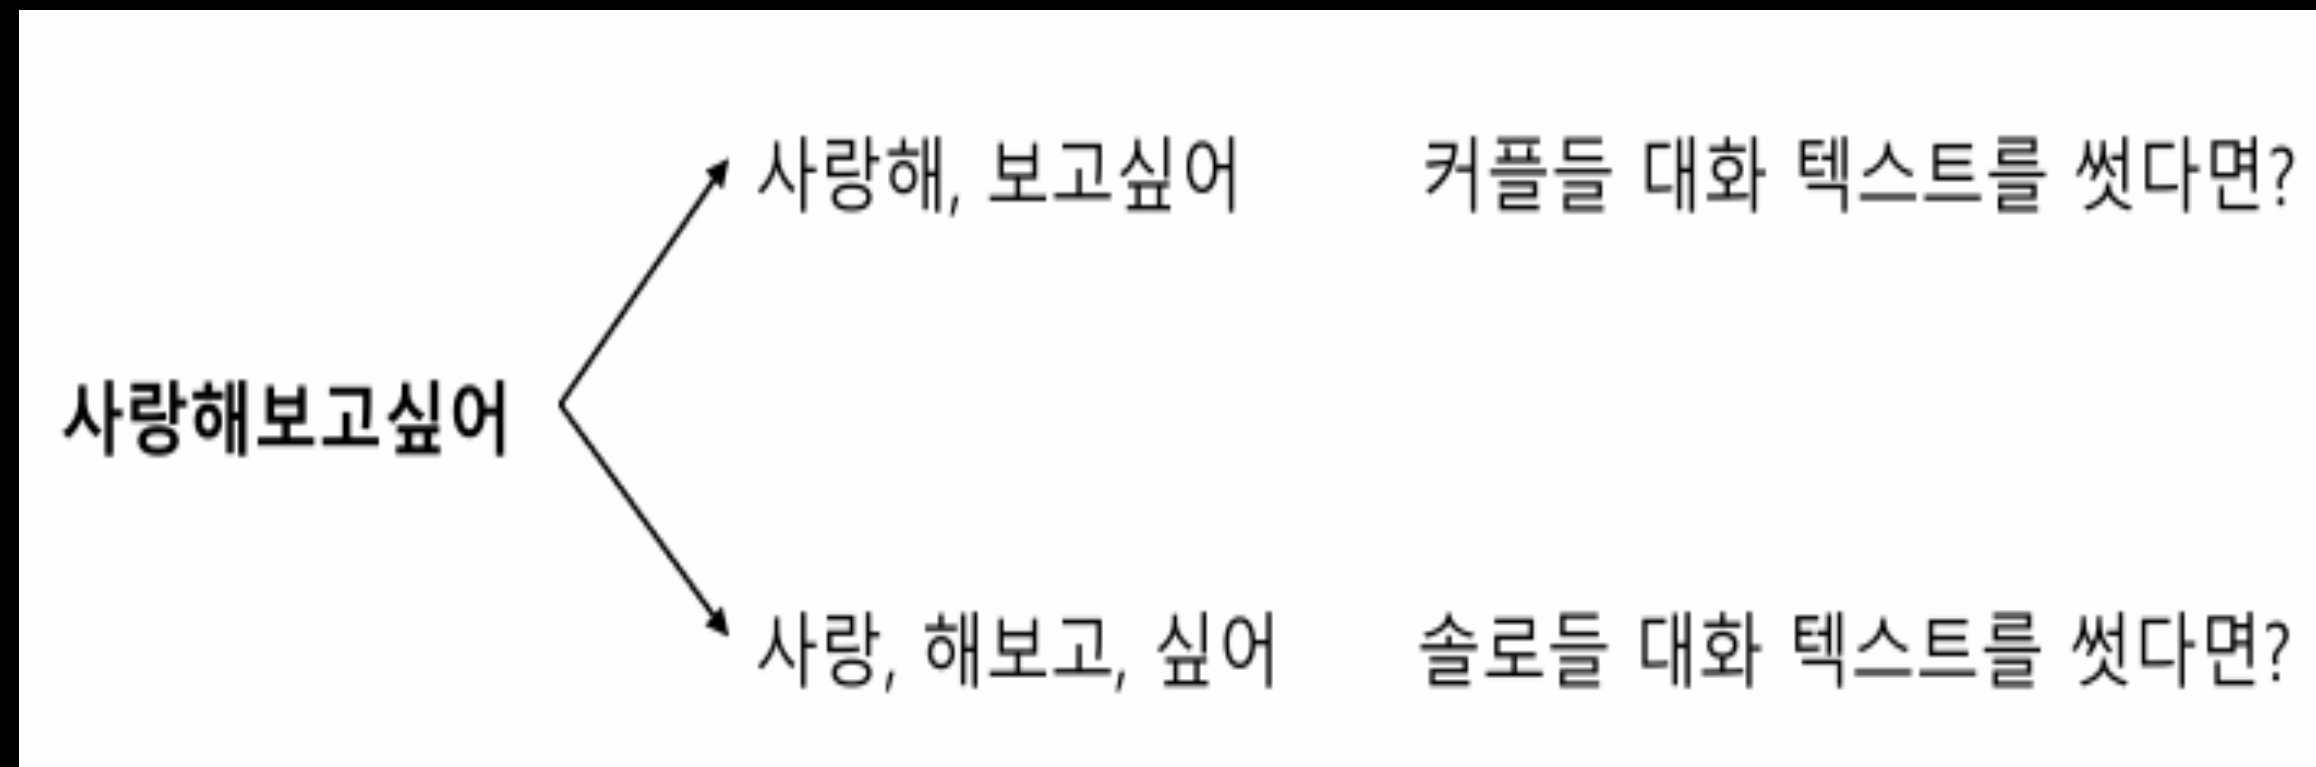 사랑해, 보고싶어 커플들 대화 텍스트를 썻다면?
사랑해보고싶어
사랑, 해보고, 싶어 솔로들 대화 텍스트를 썻다면?